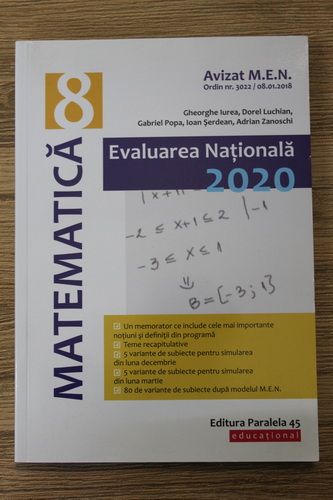 8
MATEMATICĂ
Avizat M.E.N.
Ordin nr. 3022 / 08.01.2018
Gheorghe Iurea, Dorel Luchian,
Gabriel Popa, Ioan Șerdean, Adrian Zanoschi
Evaluarea Națională
2020
-2 ≤ x+1 ≤ 2 |-1
-3 ≤ x ≤ 1
⇓
B = [-3; 1}
Un memorator ce include cele mai importante
noțiuni și definiții din programă
Teme recapitulative
5 variante de subiecte pentru simularea
din luna decembrie
5 variante de subiecte pentru simularea
din luna martie
80 de variante de subiecte după modelul M.E.N.
Editura Paralela 45
educațional